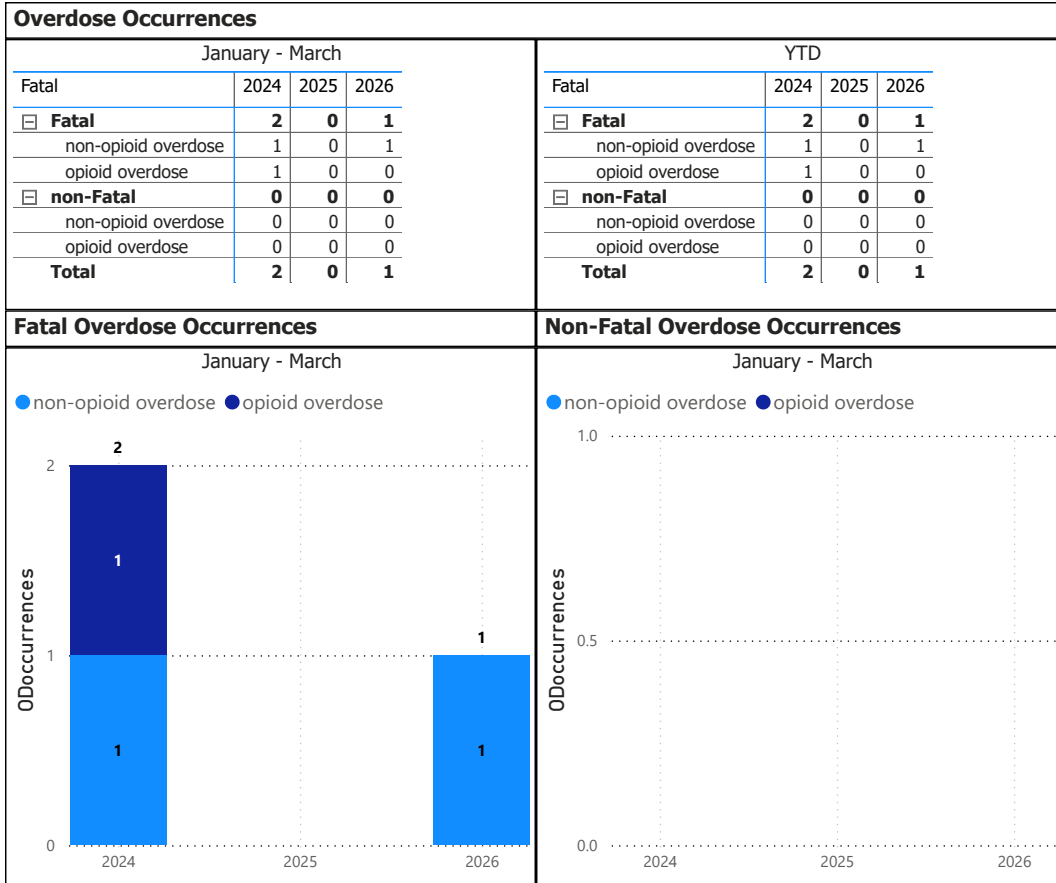 Overdose Occurrences
January - March
Fatal 2024 2025 2026
Fatal 2 0 1
non-opioid overdose 1 0 1
opioid overdose 1 0 0
non-Fatal 0 0 0
non-opioid overdose 0 0 0
opioid overdose 0 0 0
Total 2 0 1
YTD
Fatal 2024 2025 2026
Fatal 2 0 1
non-opioid overdose 1 0 1
opioid overdose 1 0 0
non-Fatal 0 0 0
non-opioid overdose 0 0 0
opioid overdose 0 0 0
Total 2 0 1
Fatal Overdose Occurrences
January - March
non-opioid overdose opioid overdose
2
2
1
1
1
1
1
0
ODoccurrences
2024 2025 2026
Non-Fatal Overdose Occurrences
January - March
non-opioid overdose opioid overdose
1.0
0.5
0.0
ODoccurrences
2024 2025 2026